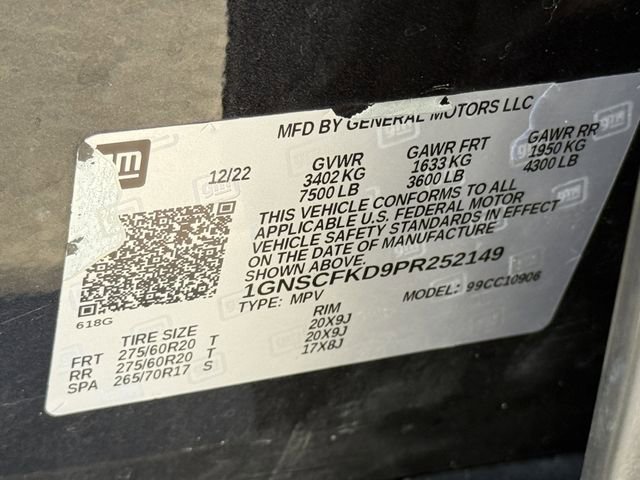 gm
MFD BY GENERAL MOTORS LLC
12/22
GVWR GAWR FRT GAWR RR
3402 KG 1633 KG 1950 KG
7500 LB 3600 LB 4300 LB
THIS VEHICLE CONFORMS TO ALL
APPLICABLE U.S. FEDERAL MOTOR
VEHICLE SAFETY STANDARDS IN EFFECT
ON THE DATE OF MANUFACTURE
SHOWN ABOVE.
1GNSCFKD9PR252149
TYPE: MPV MODEL: 99CC10906
618G
TIRE SIZE RIM
FRT 275/60R20 T 20X9J
RR 275/60R20 T 20X9J
SPA 265/70R17 S 17X8J